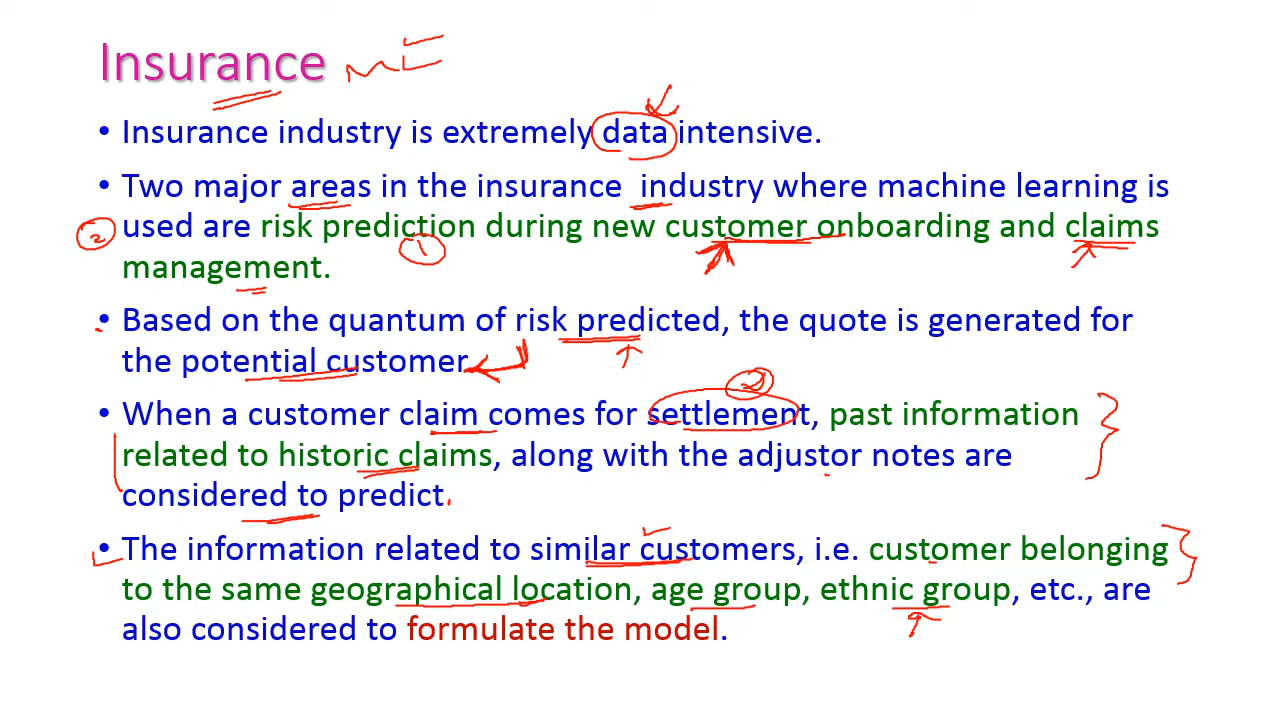 Insurance
• Insurance industry is extremely data intensive.
• Two major areas in the insurance industry where machine learning is
used are risk prediction during new customer onboarding and claims
management.
2
1
• Based on the quantum of risk predicted, the quote is generated for
the potential customer
2
• When a customer claim comes for settlement, past information
related to historic claims, along with the adjustor notes are
considered to predict.
• The information related to similar customers, i.e. customer belonging
to the same geographical location, age group, ethnic group, etc., are
also considered to formulate the model.